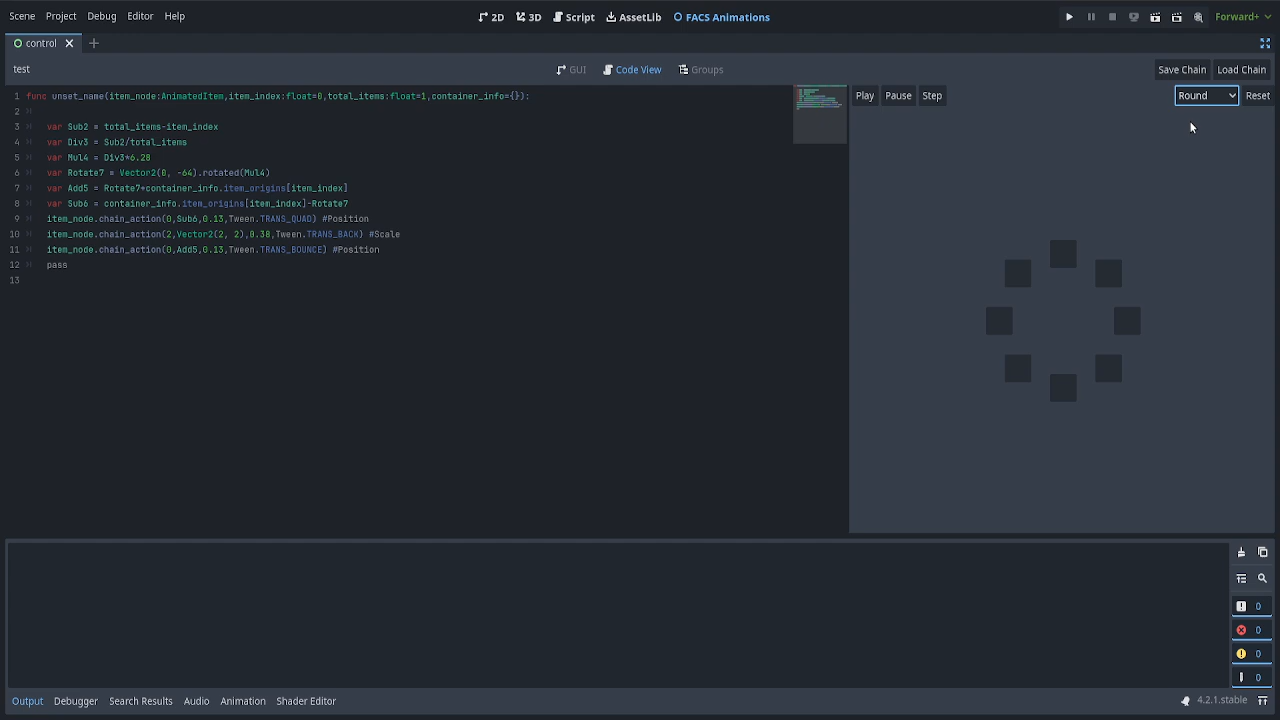 Scene Project Debug Editor Help
2D 3D Script AssetLib FACS Animations
Forward+
control
test
GUI Code View Groups
Save Chain Load Chain
1 func unset_name(item_node:AnimatedItem,item_index:float=0,total_items:float=1,container_info={}):
2
3 var Sub2 = total_items-item_index
4 var Div3 = Sub2/total_items
5 var Mul4 = Div3*6.28
6 var Rotate7 = Vector2(0, -64).rotated(Mul4)
7 var Add5 = Rotate7+container_info.item_origins[item_index]
8 var Sub6 = container_info.item_origins[item_index]-Rotate7
9 item_node.chain_action(0,Sub6,0.13,Tween.TRANS_QUAD) #Position
10 item_node.chain_action(2,Vector2(2, 2),0.38,Tween.TRANS_BACK) #Scale
11 item_node.chain_action(0,Add5,0.13,Tween.TRANS_BOUNCE) #Position
12 pass
13
Play Pause Step
Round Reset
0
0
0
0
Output Debugger Search Results Audio Animation Shader Editor
4.2.1.stable